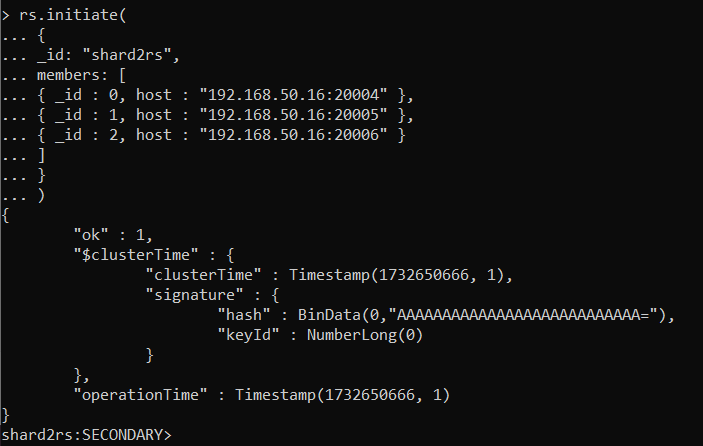 > rs.initiate(
... {
... _id: "shard2rs",
... members: [
... { _id : 0, host : "192.168.50.16:20004" },
... { _id : 1, host : "192.168.50.16:20005" },
... { _id : 2, host : "192.168.50.16:20006" }
... ]
... }
... )
{
        "ok" : 1,
        "$clusterTime" : {
                "clusterTime" : Timestamp(1732650666, 1),
                "signature" : {
                        "hash" : BinData(0,"AAAAAAAAAAAAAAAAAAAAAAAAAAA="),
                        "keyId" : NumberLong(0)
                }
        },
        "operationTime" : Timestamp(1732650666, 1)
}
shard2rs:SECONDARY>